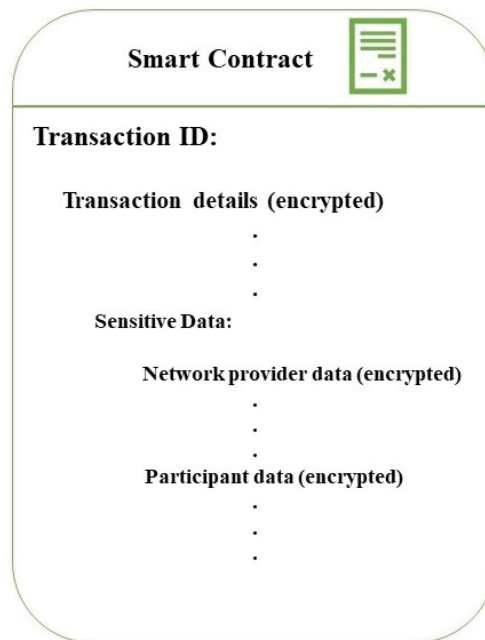 Smart Contract
Transaction ID:
Transaction details (encrypted)
.
.
.
Sensitive Data:
Network provider data (encrypted)
.
.
.
Participant data (encrypted)
.
.
.